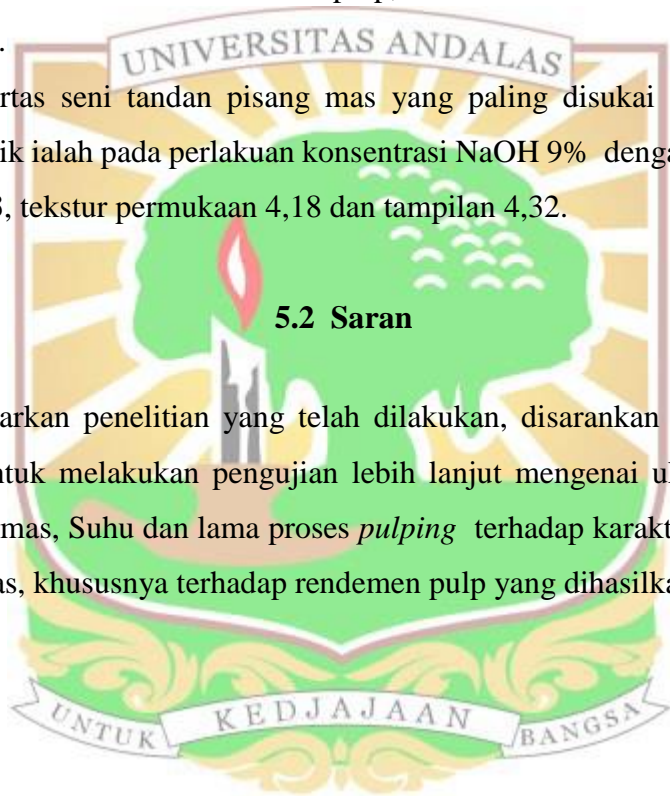 UNIVERSITAS ANDALAS
rtas seni tandan pisang mas yang paling disukai
ik ialah pada perlakuan konsentrasi NaOH 9% denga
, tekstur permukaan 4,18 dan tampilan 4,32.
5.2 Saran
arkan penelitian yang telah dilakukan, disarankan
ntuk melakukan pengujian lebih lanjut mengenai u
mas, Suhu dan lama proses pulping terhadap karakt
as, khususnya terhadap rendemen pulp yang dihasilka
UNTUK KEDJAJAAN BANGSA